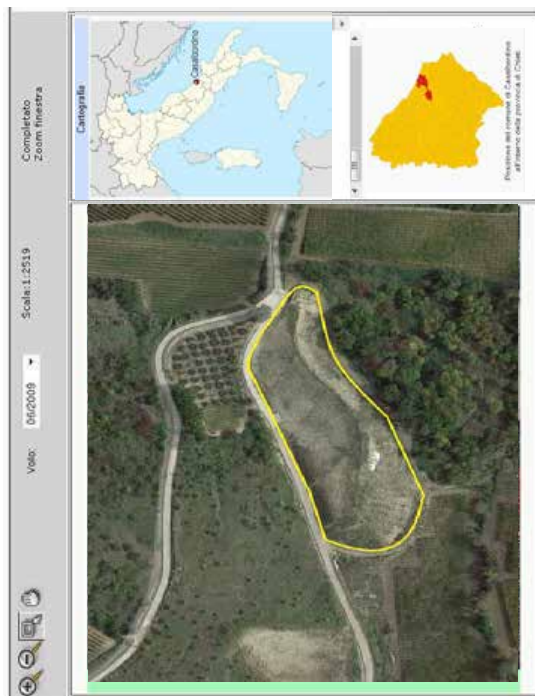 Volo: 06/2009
Scala:1:2519
Completato
Zoom finestra
Cartografia
Casalbordino
Posizione del comune di Casalbordino
all'interno della provincia di Chieti